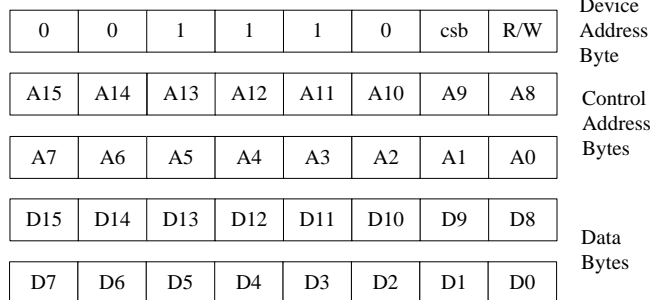 Device
0 0 1 1 1 0 csb R/W Address
Byte
A15 A14 A13 A12 A11 A10 A9 A8 Control
Address
A7 A6 A5 A4 A3 A2 A1 A0 Bytes
D15 D14 D13 D12 D11 D10 D9 D8
Data
Bytes
D7 D6 D5 D4 D3 D2 D1 D0